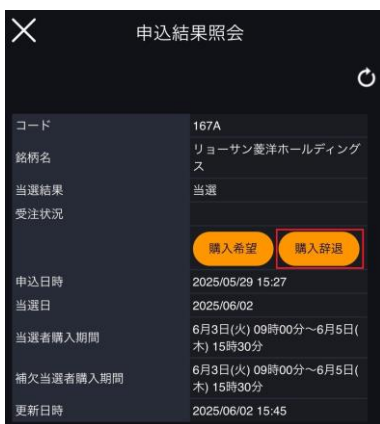 申込結果照会
コード 167A
銘柄名 リョーサン菱洋ホールディング
ス
当選結果 当選
受注状況
購入希望 購入辞退
申込日時 2025/05/29 15:27
当選日 2025/06/02
当選者購入期間 6月3日(火) 09時00分～6月5日(
木) 15時30分
補欠当選者購入期間 6月3日(火) 09時00分～6月5日(
木) 15時30分
更新日時 2025/06/02 15:45